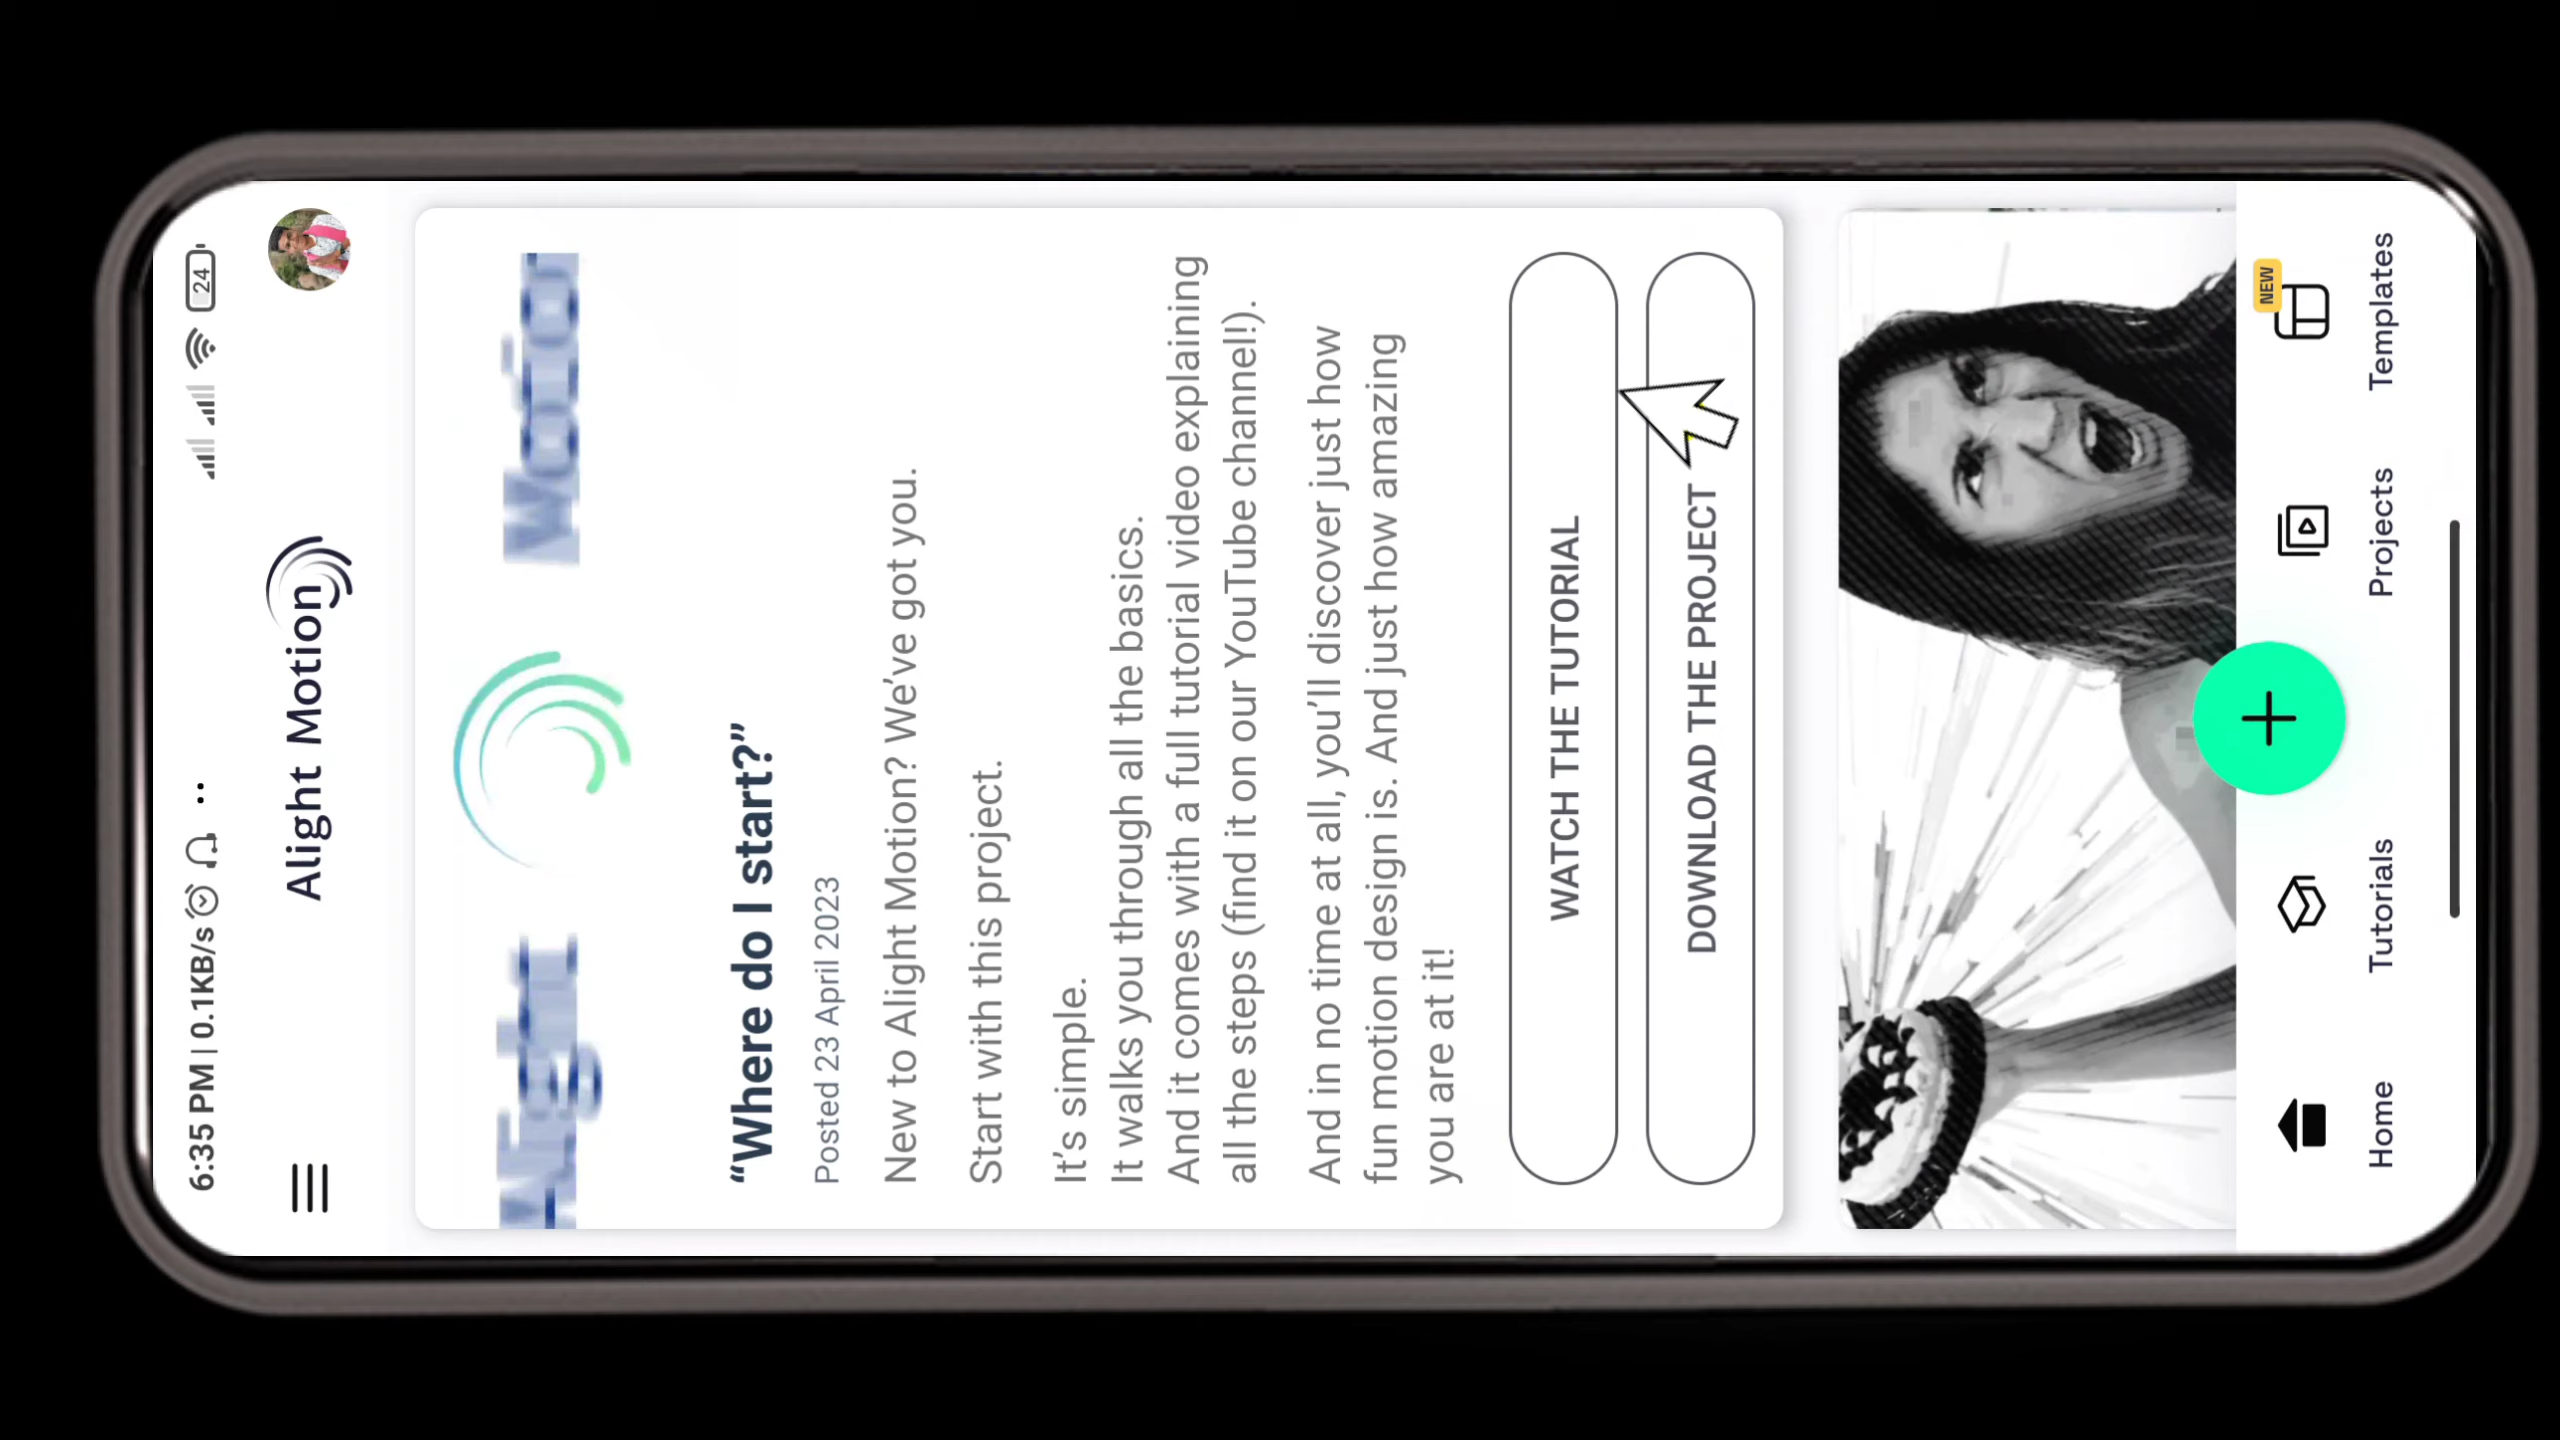 6:35 PM | 0.1KB/s
24
Alight Motion
Alight
Motion
“Where do I start?”
Posted 23 April 2023
New to Alight Motion? We’ve got you.
Start with this project.
It’s simple.
It walks you through all the basics.
And it comes with a full tutorial video explaining
all the steps (find it on our YouTube channel!).
And in no time at all, you’ll discover just how
fun motion design is. And just how amazing
you are at it!
WATCH THE TUTORIAL
DOWNLOAD THE PROJECT
NEW
Home
Tutorials
Projects
Templates